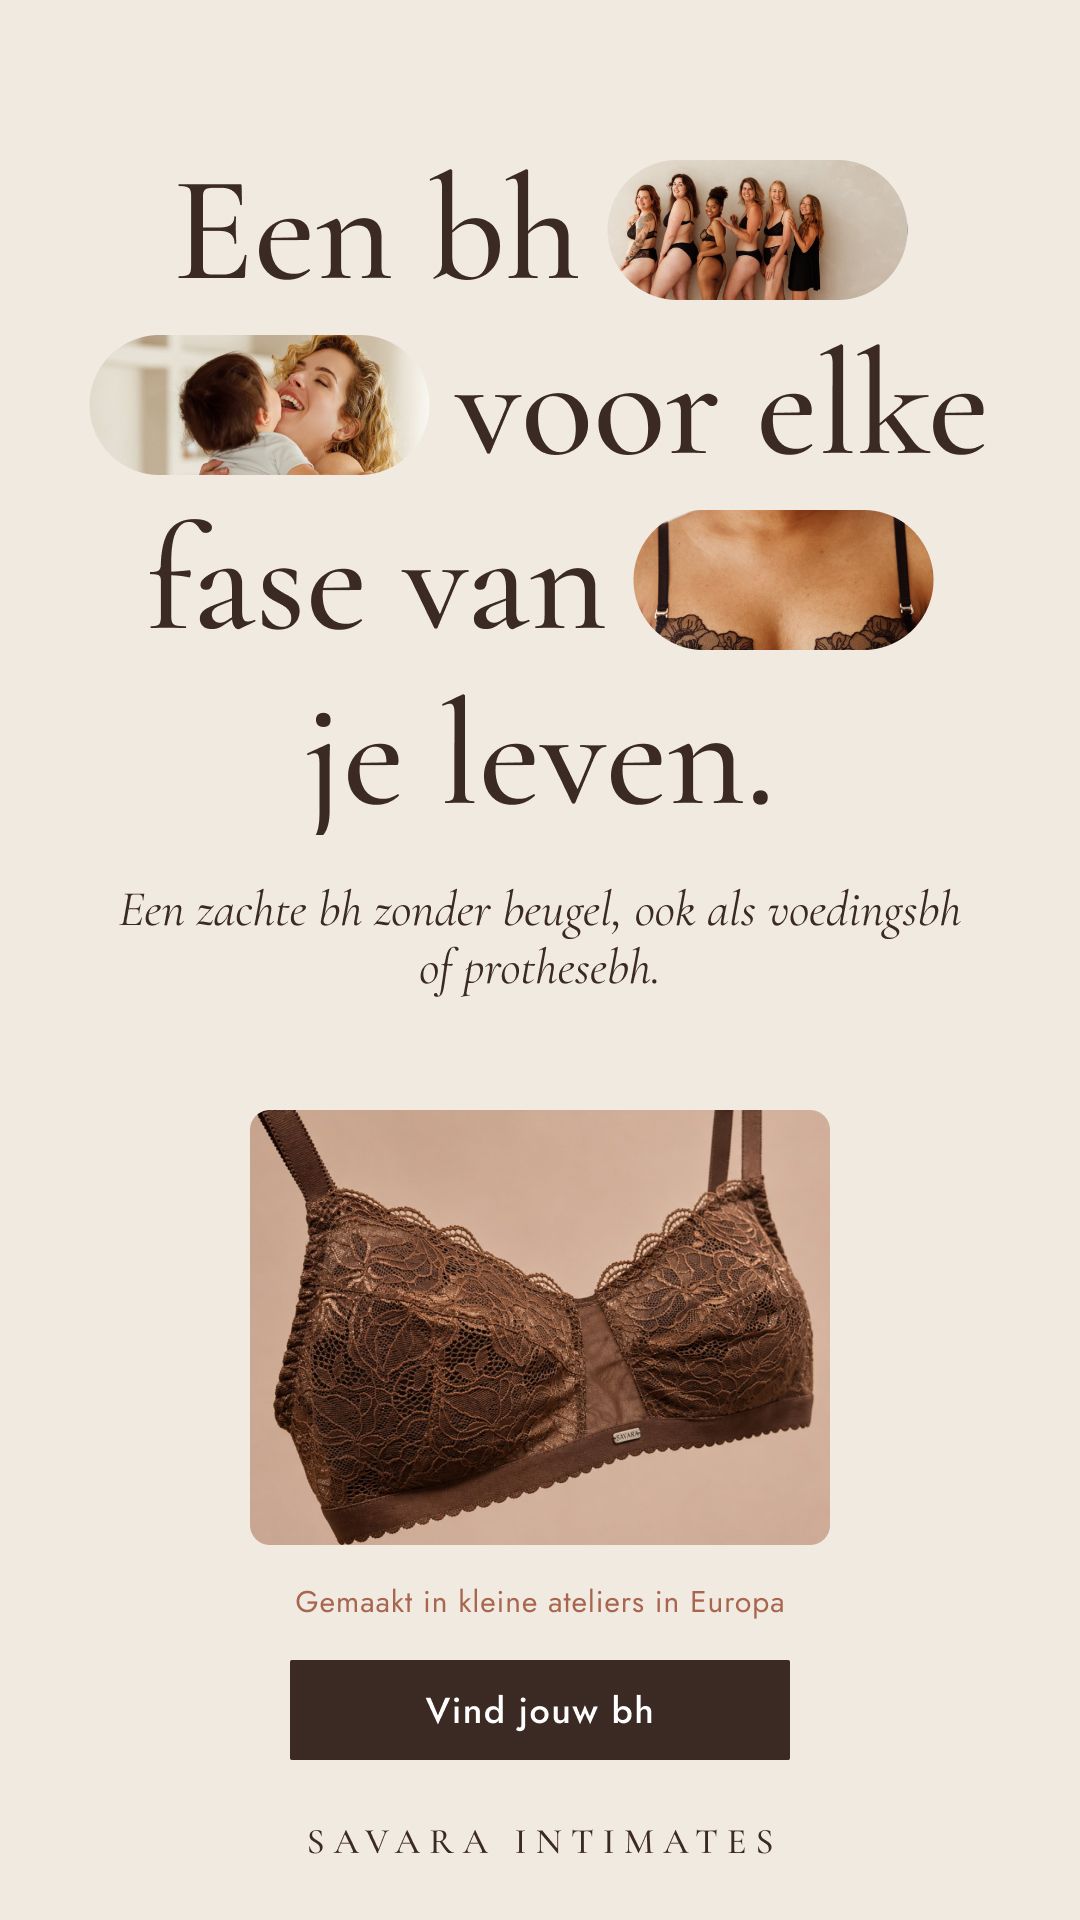 Een bh
voor elke
fase van
je leven.
Een zachte bh zonder beugel, ook als voedingsbh
of prothesebh.
SAVARA
Gemaakt in kleine ateliers in Europa
Vind jouw bh
SAVARA INTIMATES